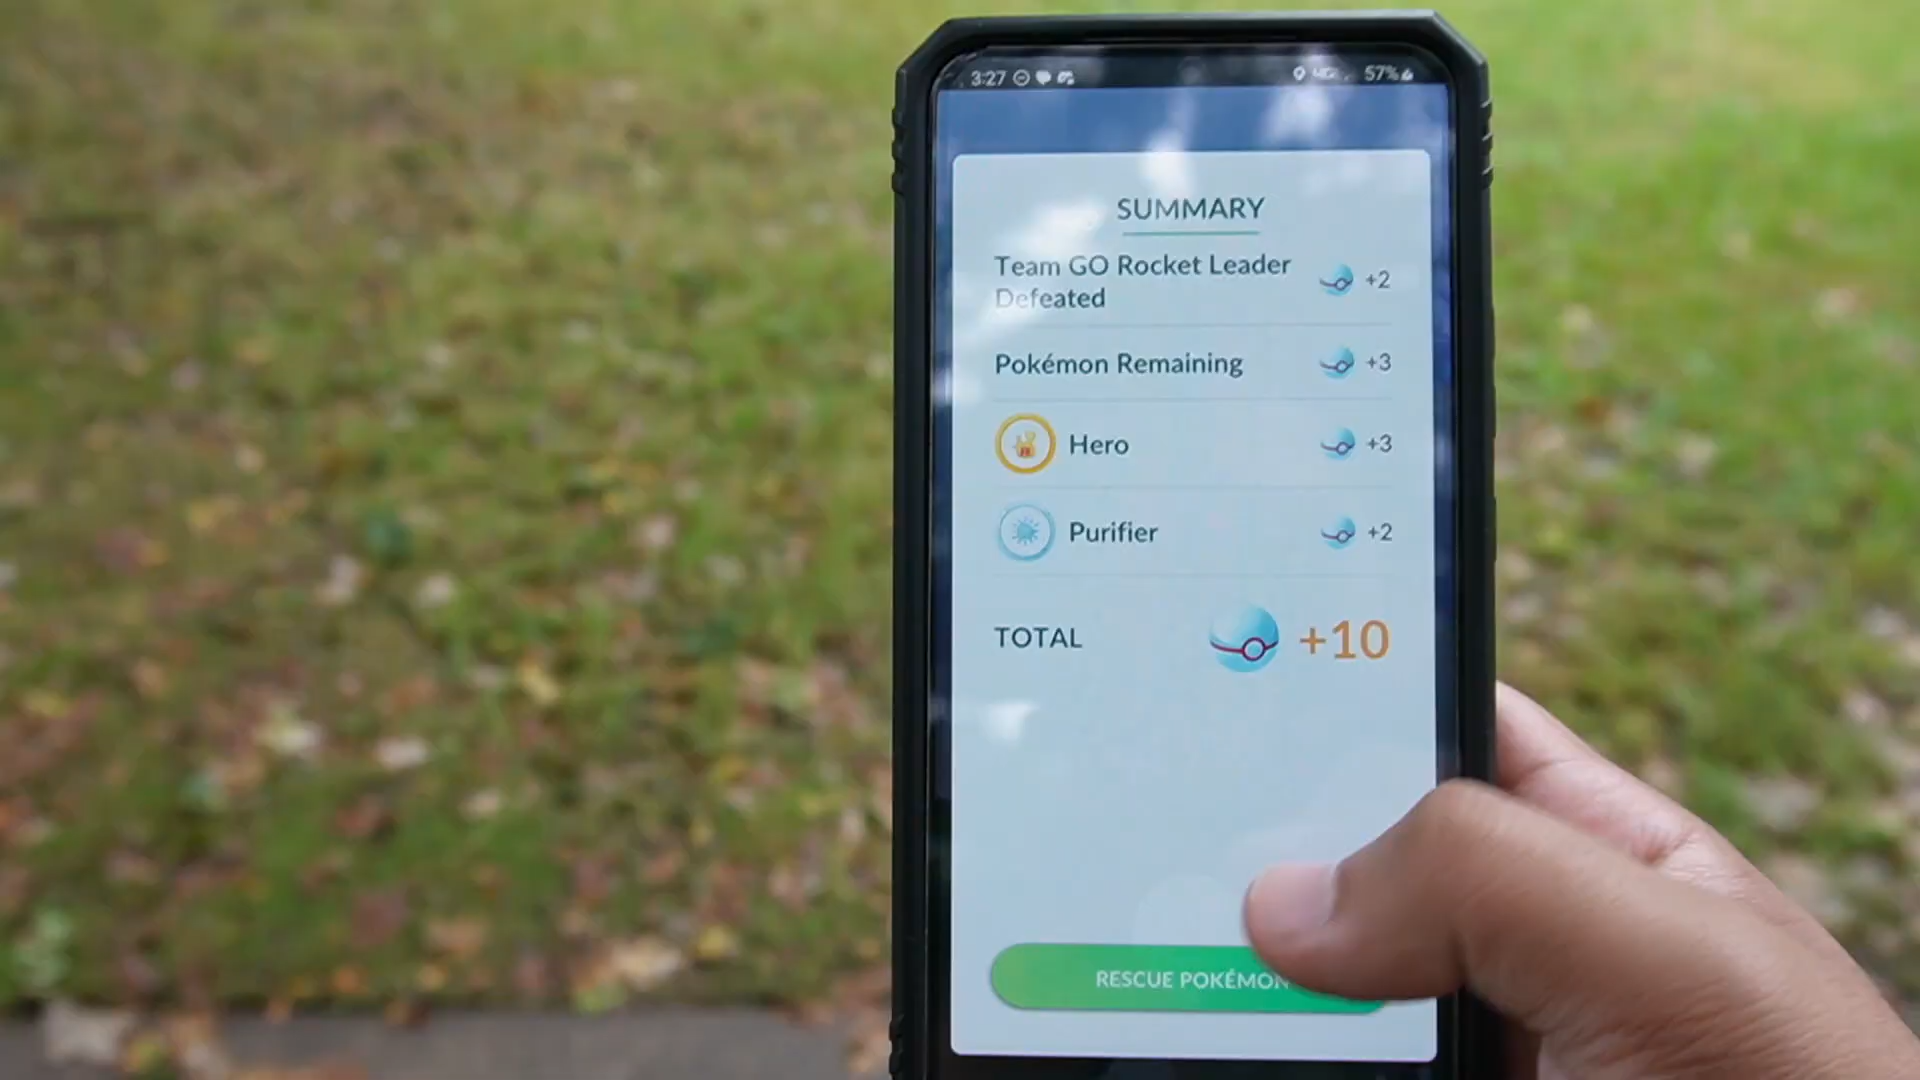 3:27
57%
SUMMARY
Team GO Rocket Leader
Defeated
+2
Pokémon Remaining
+3
Hero
+3
Purifier
+2
TOTAL
+10
RESCUE POKÉMON